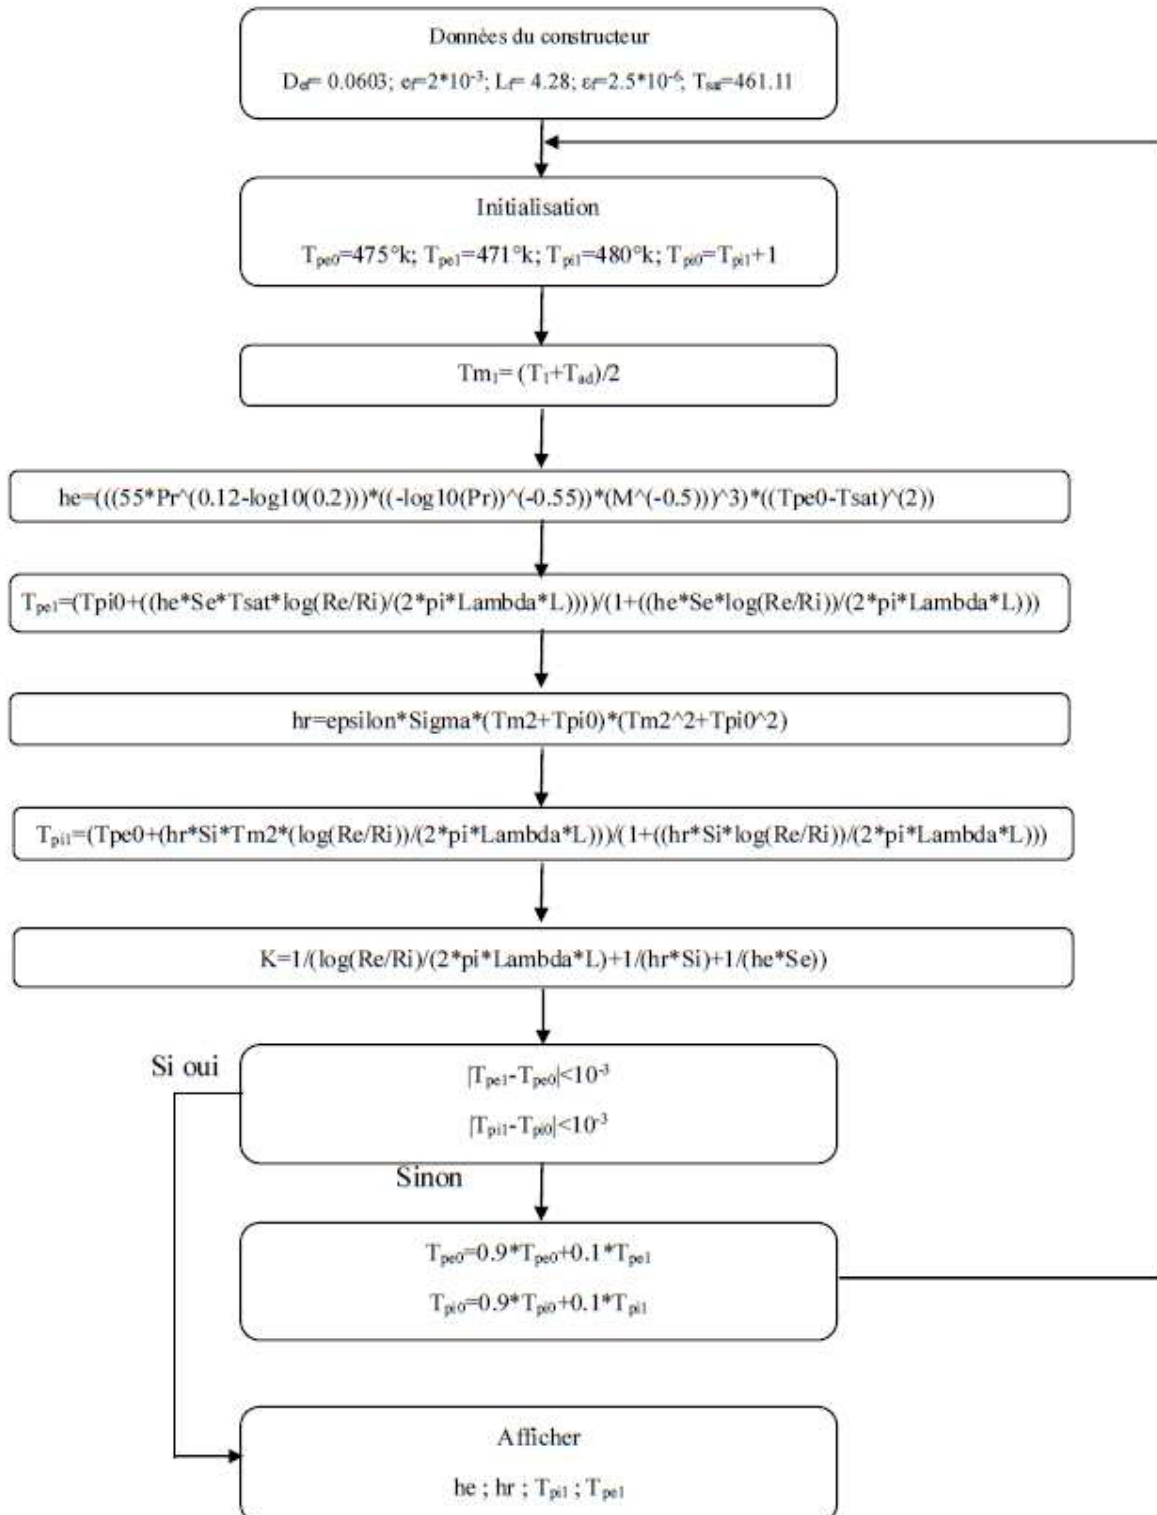 Données du constructeur
Def= 0.0603; ef=2*10-3; Lf= 4.28; εf=2.5*10-6; Tsat=461.11
Initialisation
Tpe0=475°k; Tpe1=471°k; Tpi1=480°k; Tpi0=Tpi1+1
Tm1= (T1+Tad)/2
he=(((55*Pr^(0.12-log10(0.2)))*((-log10(Pr))^(-0.55))*(M^(-0.5)))^3)*((Tpe0-Tsat)^(2))
Tpe1=(Tpi0+((he*Se*Tsat*log(Re/Ri)/(2*pi*Lambda*L))))/(1+((he*Se*log(Re/Ri))/(2*pi*Lambda*L)))
hr=epsilon*Sigma*(Tm2+Tpi0)*(Tm2^2+Tpi0^2)
Tpi1=(Tpe0+(hr*Si*Tm2*(log(Re/Ri))/(2*pi*Lambda*L)))/(1+((hr*Si*log(Re/Ri))/(2*pi*Lambda*L)))
K=1/(log(Re/Ri)/(2*pi*Lambda*L)+1/(hr*Si)+1/(he*Se))
Si oui
|Tpe1-Tpe0|<10-3
|Tpi1-Tpi0|<10-3
Sinon
Tpe0=0.9*Tpe0+0.1*Tpe1
Tpi0=0.9*Tpi0+0.1*Tpi1
Afficher
he ; hr ; Tpi1 ; Tpe1